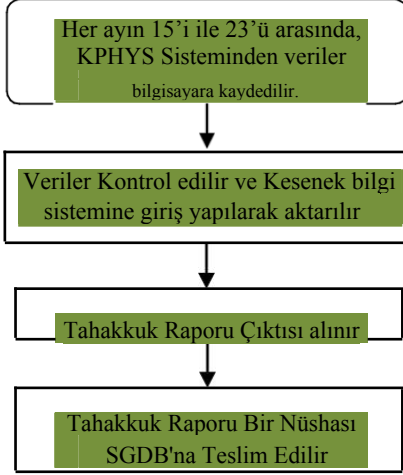 Her ayın 15’i ile 23’ü arasında,
KPHYS Sisteminden veriler
bilgisayara kaydedilir.
Veriler Kontrol edilir ve Kesenek bilgi
sistemine giriş yapılarak aktarılır
Tahakkuk Raporu Çıktısı alınır
Tahakkuk Raporu Bir Nüshası
SGDB'na Teslim Edilir